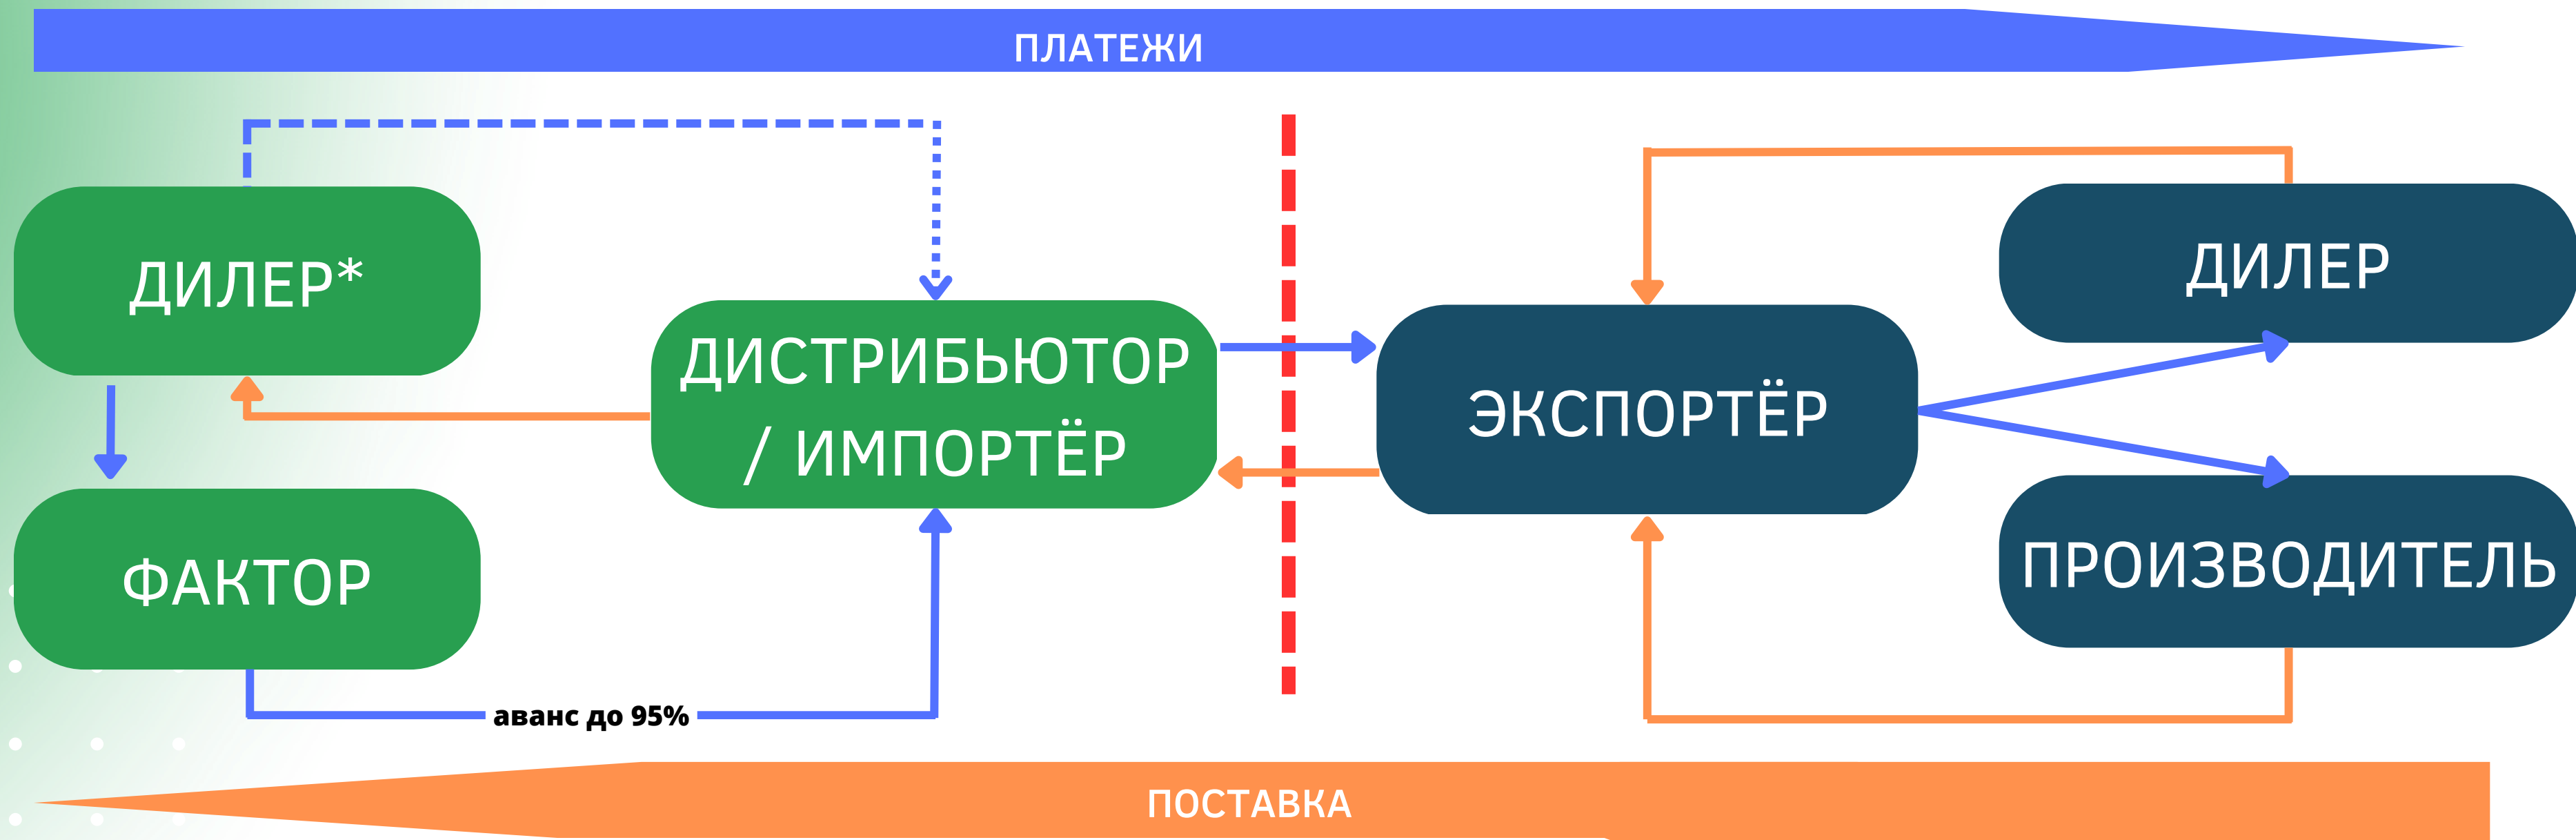 ПЛАТЕЖИ
ДИЛЕР*
ДИСТРИБЬЮТОР
/ ИМПОРТЁР
ЭКСПОРТЁР
ДИЛЕР
ФАКТОР
ПРОИЗВОДИТЕЛЬ
аванс до 95%
ПОСТАВКА